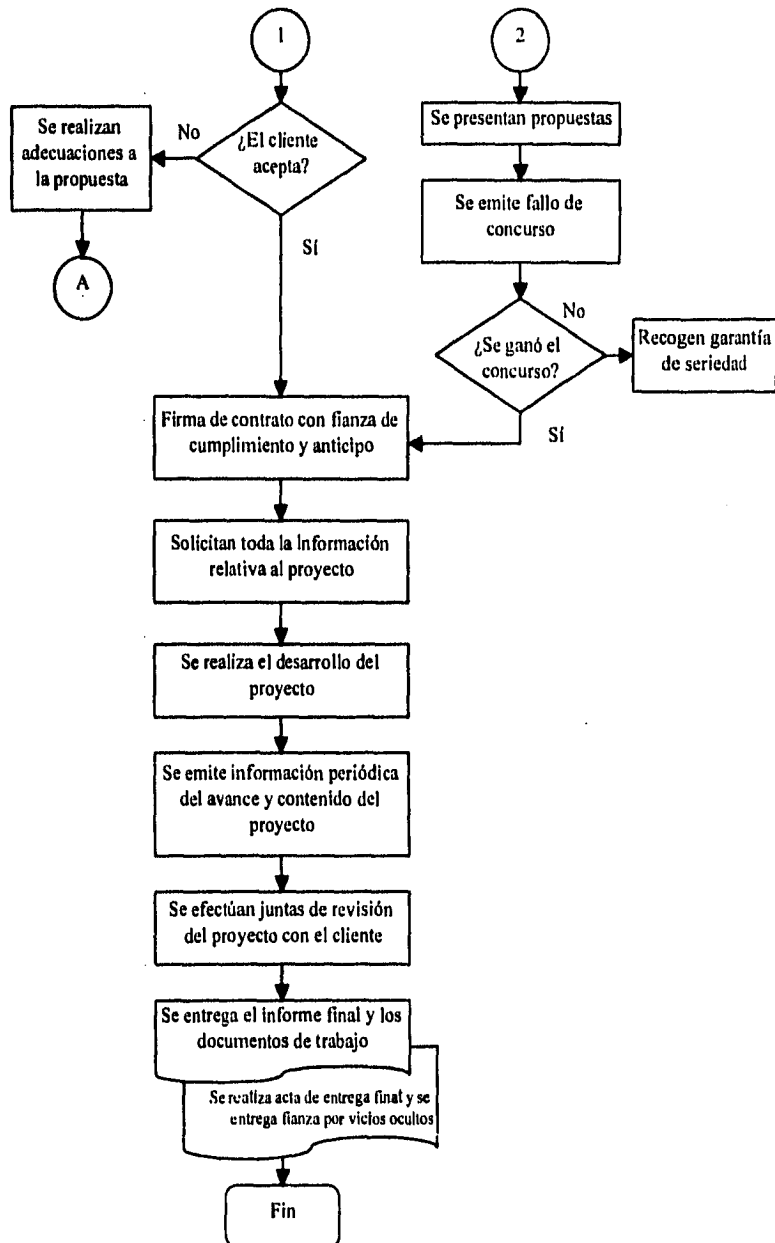 1
2
Se realizan
adecuaciones a
la propuesta
No
¿El cliente
acepta?
Se presentan propuestas
Se emite fallo de
concurso
Sí
A
No
¿Se ganó el
concurso?
Recogen garantía
de seriedad
Sí
Firma de contrato con fianza de
cumplimiento y anticipo
Solicitan toda la Información
relativa al proyecto
Se realiza el desarrollo del
proyecto
Se emite información periódica
del avance y contenido del
proyecto
Se efectúan juntas de revisión
del proyecto con el cliente
Se entrega el informe final y los
documentos de trabajo
Se realiza acta de entrega final y se
entrega fianza por vicios ocultos
Fin